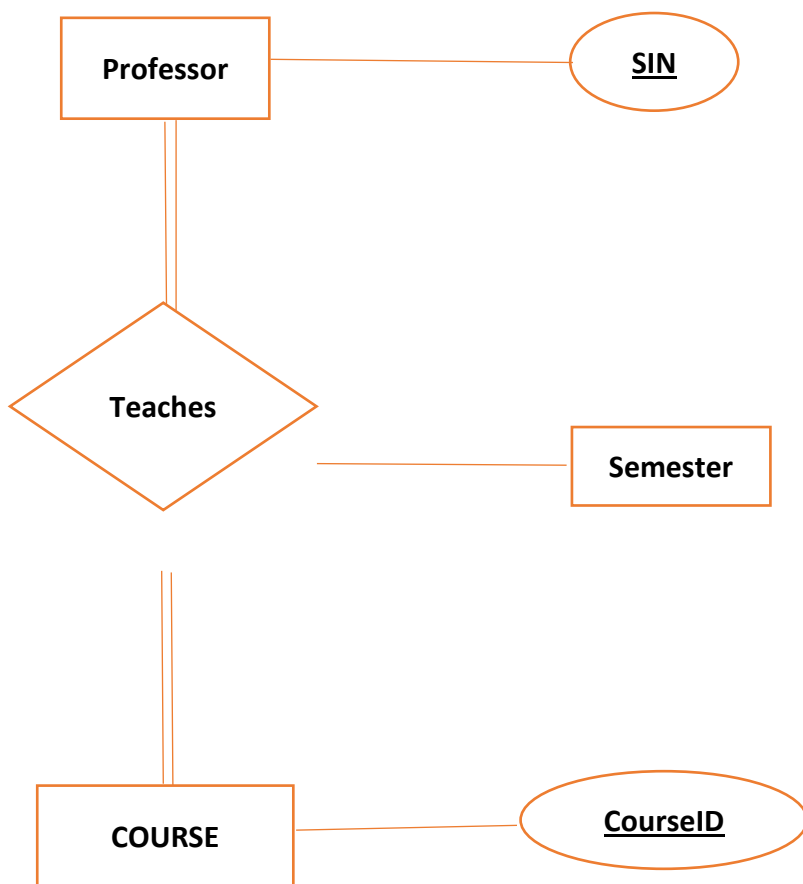 Professor
SIN
Teaches
Semester
COURSE
CourseID